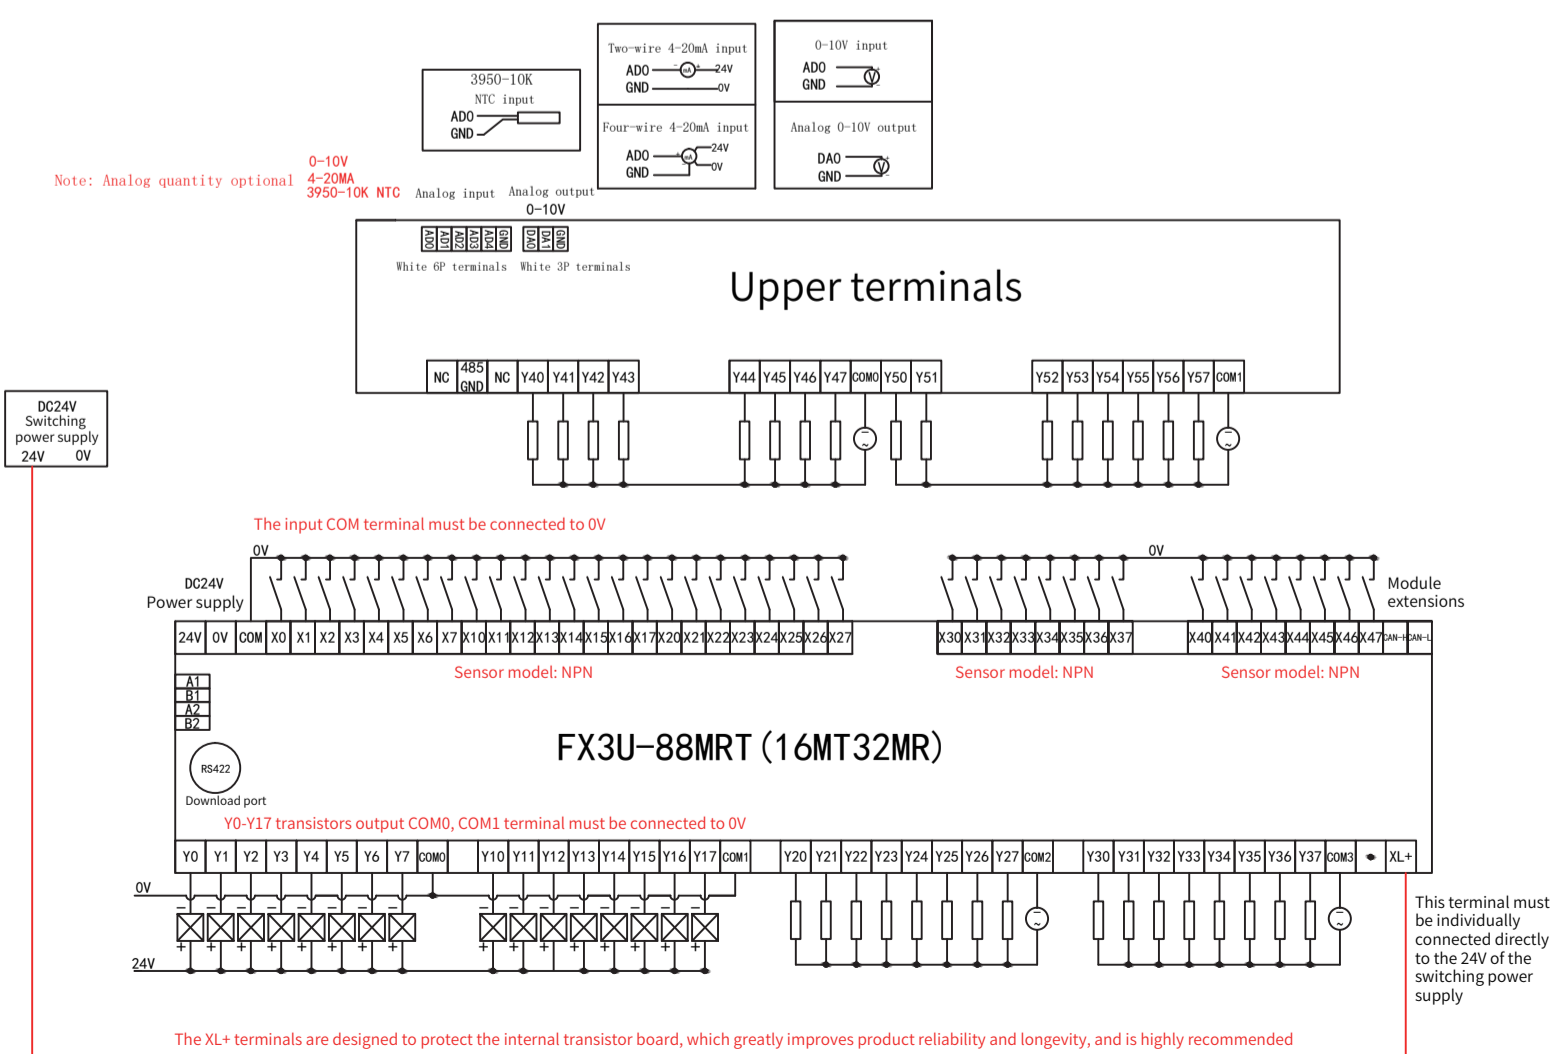 3950-10K
NTC input
AD0
GND
Two-wire 4-20mA input
AD0 - mA + 24V
GND 0V
Four-wire 4-20mA input
AD0 + mA 24V
GND - 0V
0-10V input
AD0 V +
GND -
Analog 0-10V output
DA0 V +
GND -
Note: Analog quantity optional
0-10V
4-20MA
3950-10K NTC
Analog input
Analog output
0-10V
AD0 AD1 AD2 AD3 AD4 GND
DA0 DA1 GND
White 6P terminals
White 3P terminals
Upper terminals
NC 485 GND NC Y40 Y41 Y42 Y43
Y44 Y45 Y46 Y47 COM0 Y50 Y51
Y52 Y53 Y54 Y55 Y56 Y57 COM1
~
~
DC24V
Switching
power supply
24V 0V
The input COM terminal must be connected to 0V
0V
0V
DC24V
Power supply
Module
extensions
24V 0V COM X0 X1 X2 X3 X4 X5 X6 X7 X10 X11 X12 X13 X14 X15 X16 X17 X20 X21 X22 X23 X24 X25 X26 X27
X30 X31 X32 X33 X34 X35 X36 X37
X40 X41 X42 X43 X44 X45 X46 X47 CAN-H CAN-L
Sensor model: NPN
Sensor model: NPN
Sensor model: NPN
A1
B1
A2
B2
FX3U-88MRT(16MT32MR)
RS422
Download port
Y0-Y17 transistors output COM0, COM1 terminal must be connected to 0V
Y0 Y1 Y2 Y3 Y4 Y5 Y6 Y7 COM0
Y10 Y11 Y12 Y13 Y14 Y15 Y16 Y17 COM1
Y20 Y21 Y22 Y23 Y24 Y25 Y26 Y27 COM2
Y30 Y31 Y32 Y33 Y34 Y35 Y36 Y37 COM3 • XL+
0V
- - - - - - - - - - - - - - - -
+ + + + + + + + + + + + + + + +
24V
~
~
This terminal must
be individually
connected directly
to the 24V of the
switching power
supply
The XL+ terminals are designed to protect the internal transistor board, which greatly improves product reliability and longevity, and is highly recommended